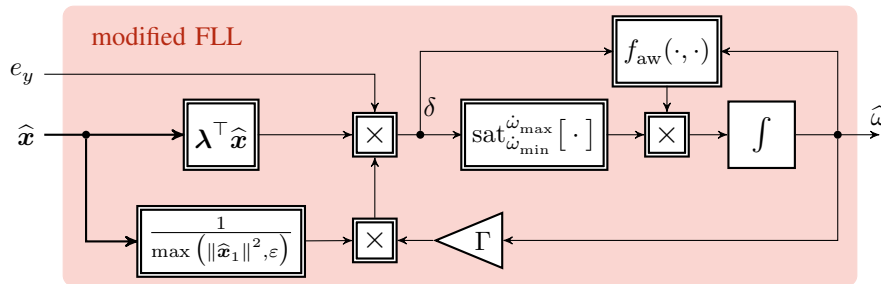 modified FLL
f_aw(·, ·)
e_y
δ
x̂
λ^⊤ x̂
×
sat_{ω̇_min}^{ω̇_max} [ · ]
×
∫
ω̂
1 / max (‖x̂_1‖^2, ε)
×
Γ